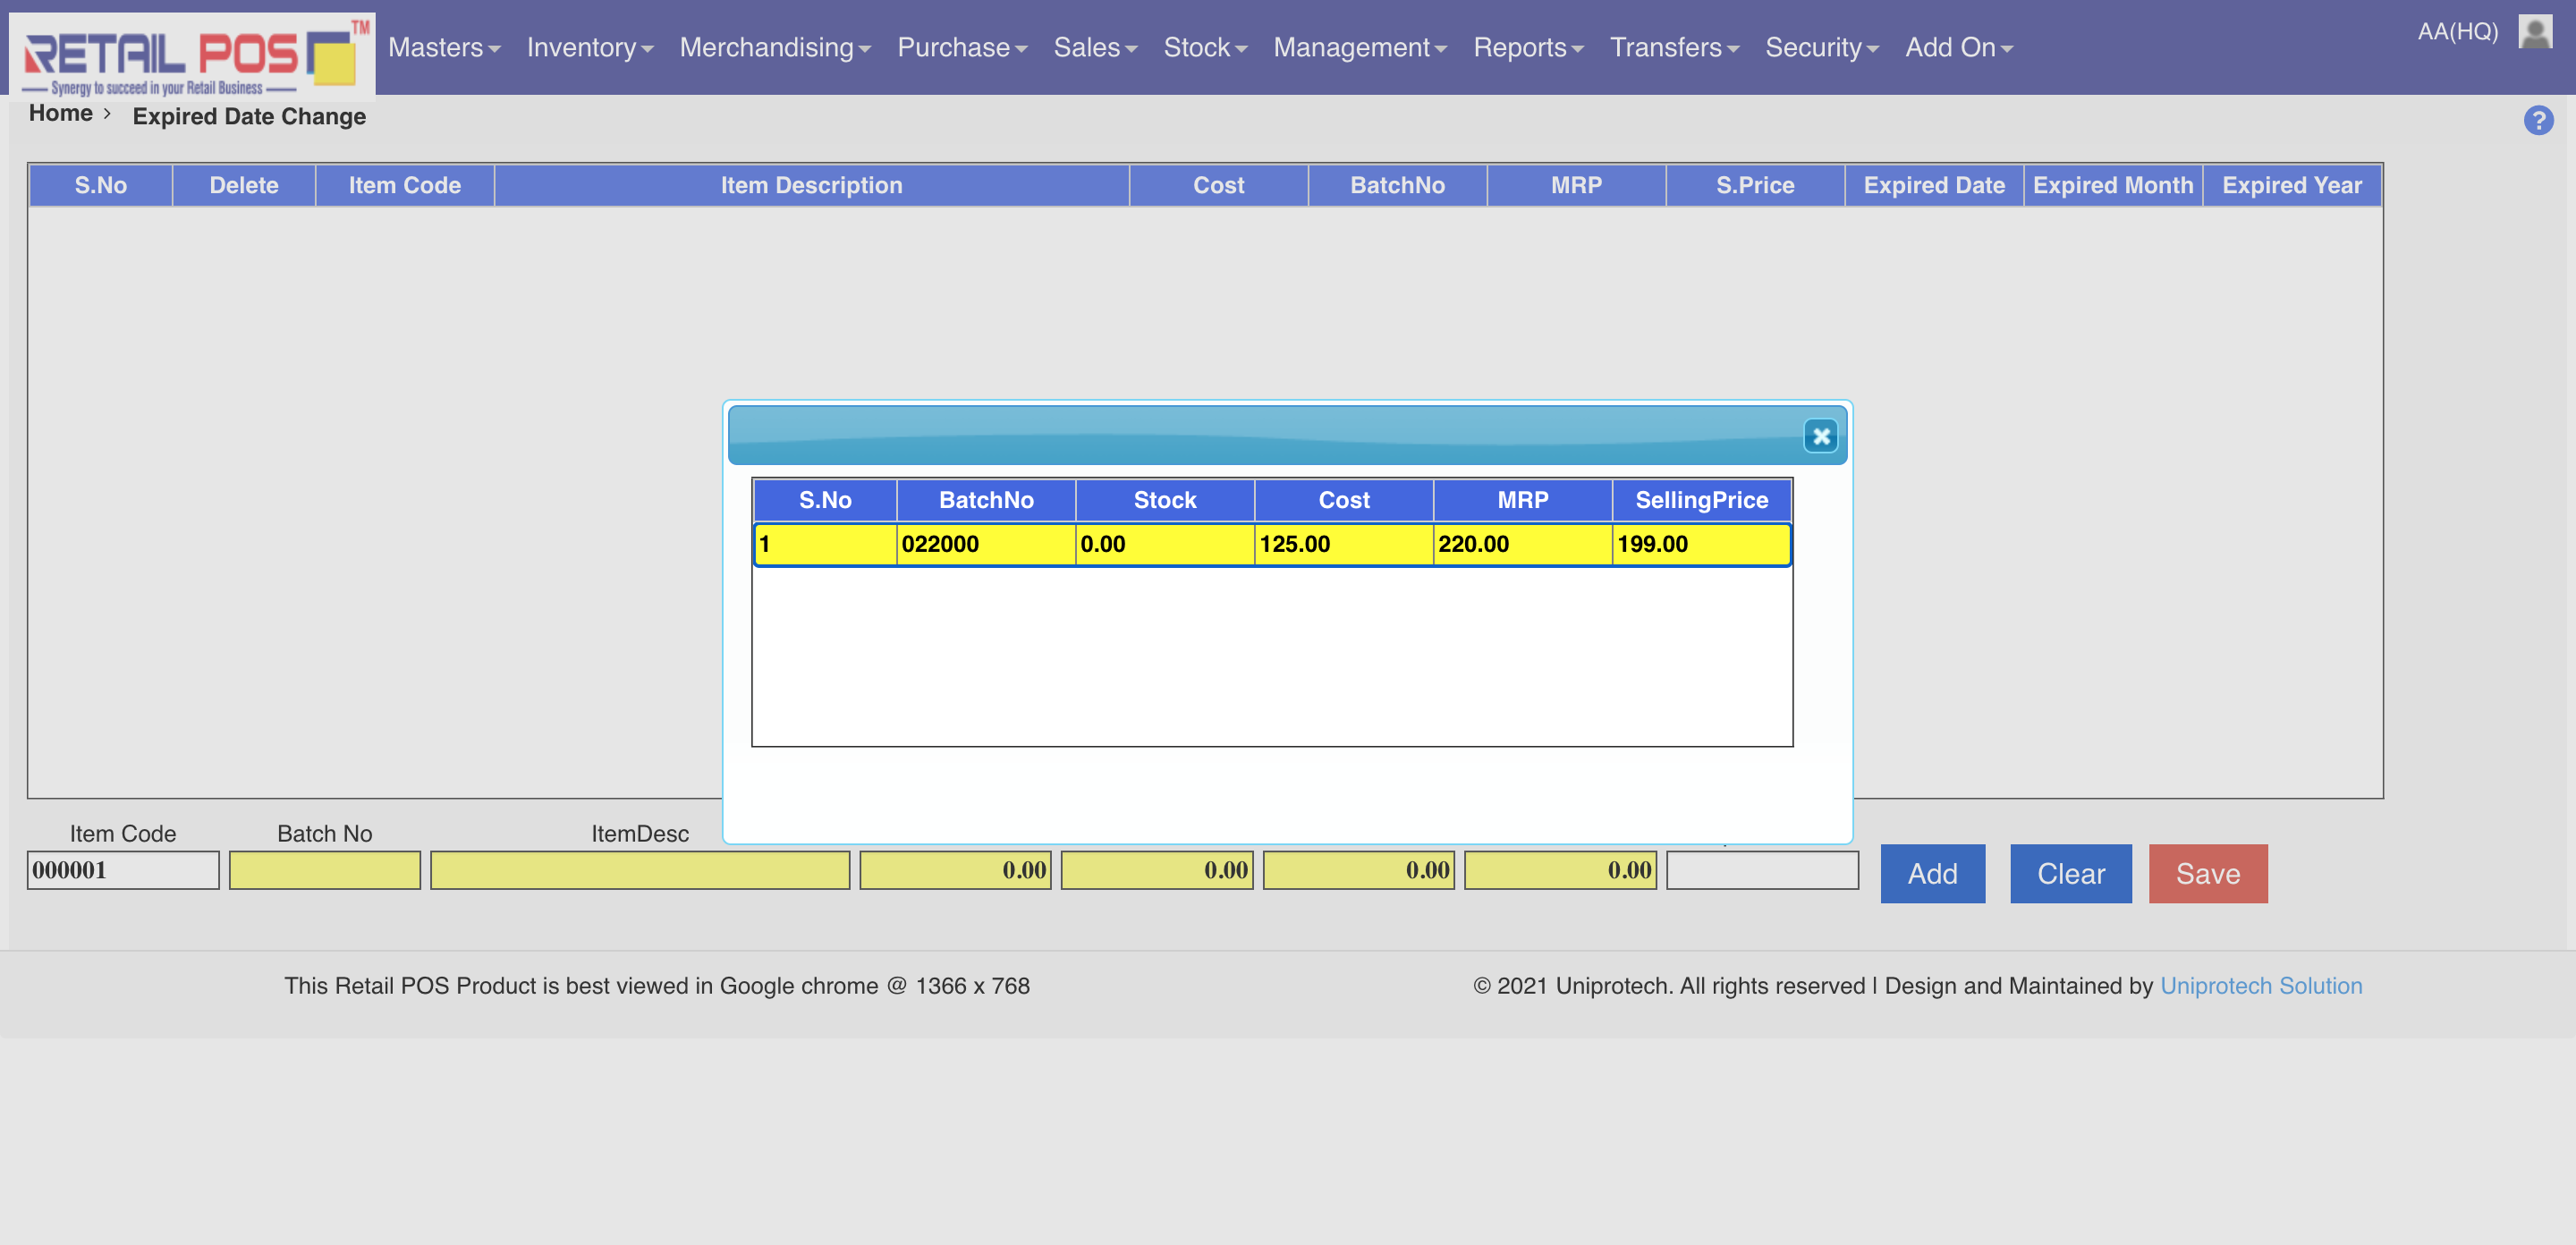 RETAIL POS TM
Synergy to succeed in your Retail Business
Masters Inventory Merchandising Purchase Sales Stock Management Reports Transfers Security Add On
AA(HQ)
Home > Expired Date Change
?
S.No Delete Item Code Item Description Cost BatchNo MRP S.Price Expired Date Expired Month Expired Year
S.No BatchNo Stock Cost MRP SellingPrice
1 022000 0.00 125.00 220.00 199.00
Item Code Batch No ItemDesc
000001 0.00 0.00 0.00 0.00
Add Clear Save
This Retail POS Product is best viewed in Google chrome @ 1366 x 768
© 2021 Uniprotech. All rights reserved | Design and Maintained by Uniprotech Solution